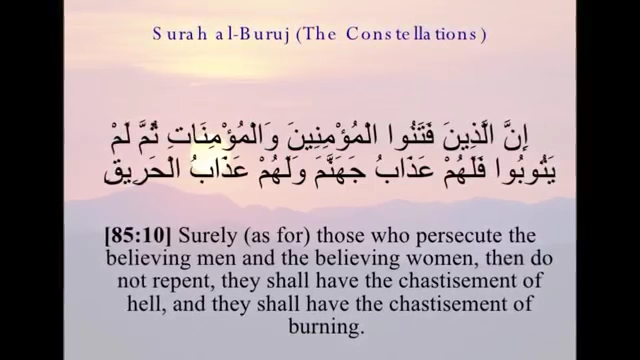 Surah al-Buruj (The Constellations)
إِنَّ الَّذِينَ فَتَنُوا الْمُؤْمِنِينَ وَالْمُؤْمِنَاتِ ثُمَّ لَمْ
يَتُوبُوا فَلَهُمْ عَذَابُ جَهَنَّمَ وَلَهُمْ عَذَابُ الْحَرِيقِ
[85:10] Surely (as for) those who persecute the
believing men and the believing women, then do
not repent, they shall have the chastisement of
hell, and they shall have the chastisement of
burning.